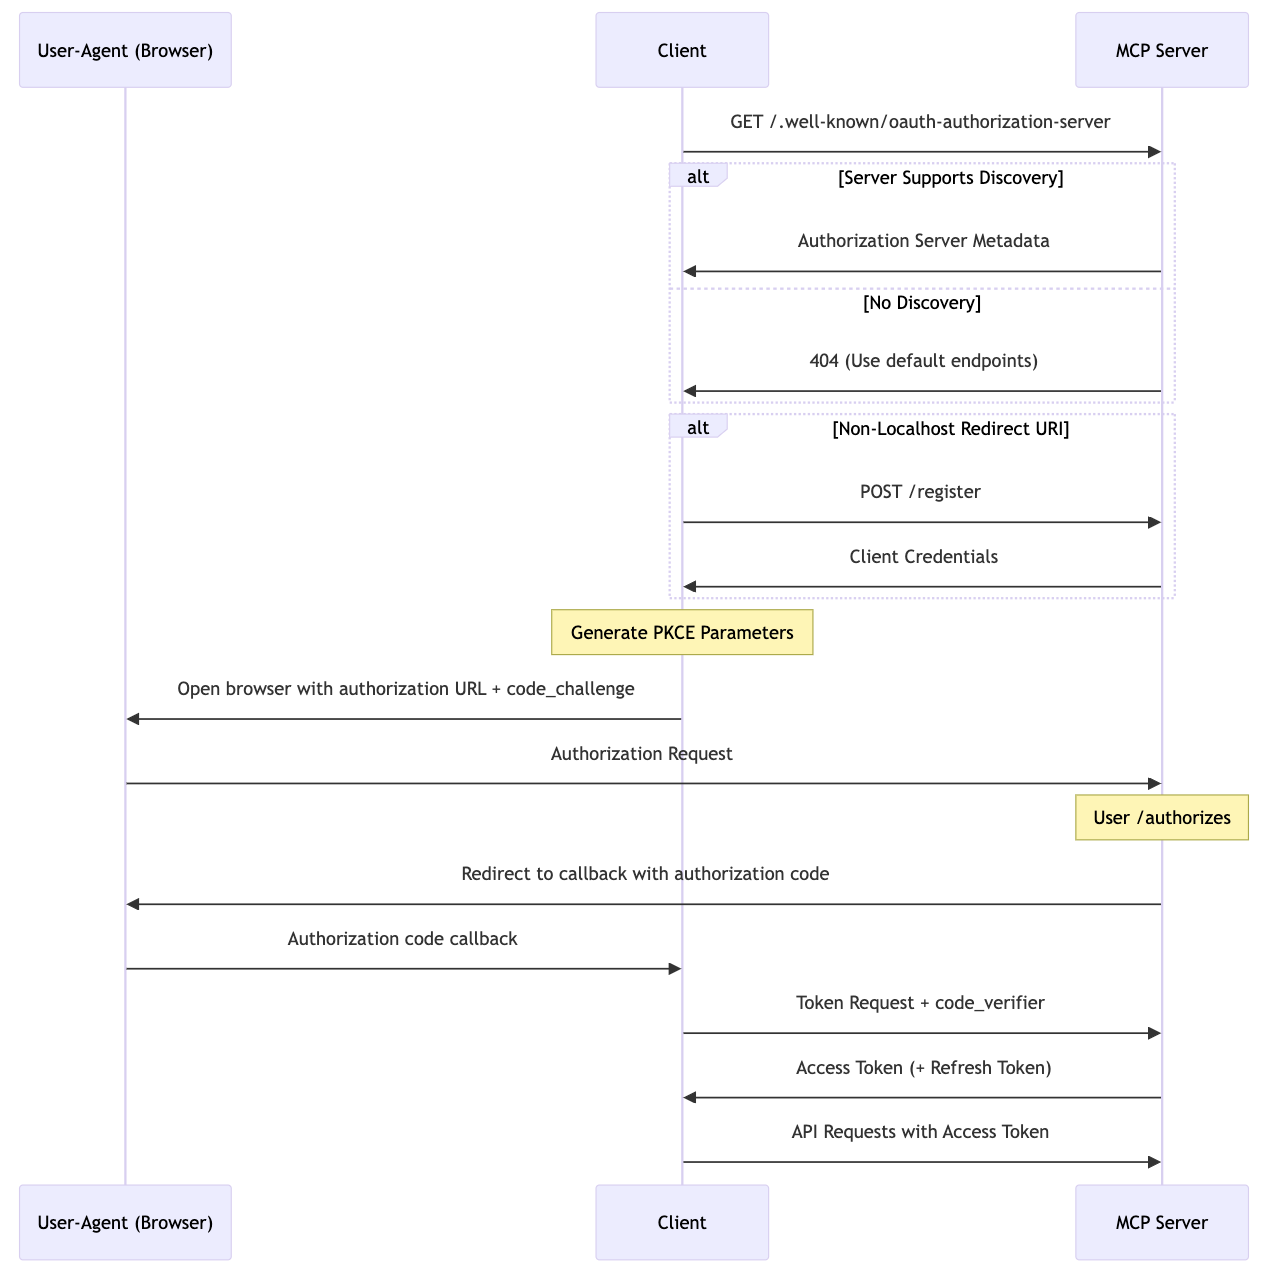 User-Agent (Browser)
Client
MCP Server
GET /.well-known/oauth-authorization-server
alt
[Server Supports Discovery]
Authorization Server Metadata
[No Discovery]
404 (Use default endpoints)
alt
[Non-Localhost Redirect URI]
POST /register
Client Credentials
Generate PKCE Parameters
Open browser with authorization URL + code_challenge
Authorization Request
User /authorizes
Redirect to callback with authorization code
Authorization code callback
Token Request + code_verifier
Access Token (+ Refresh Token)
API Requests with Access Token
User-Agent (Browser)
Client
MCP Server